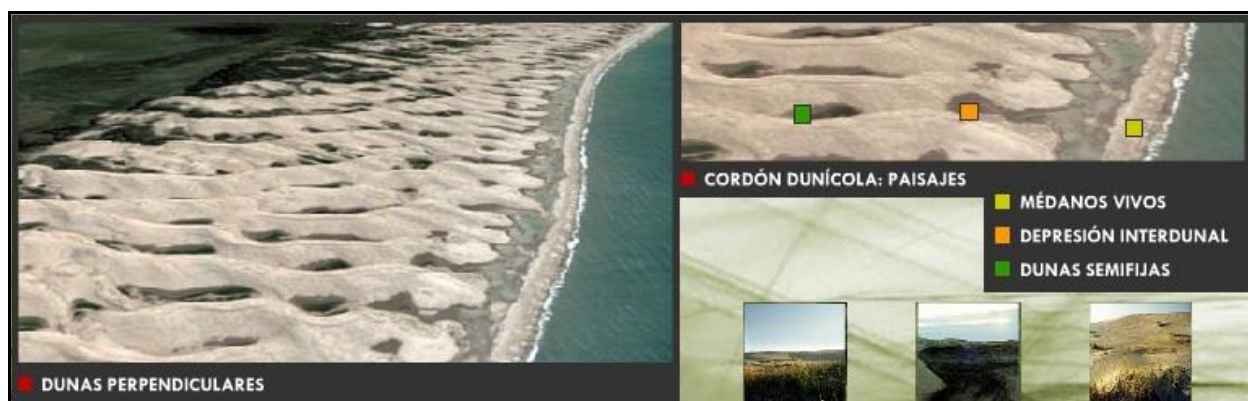 DUNAS PERPENDICULARES
CORDÓN DUNÍCOLA: PAISAJES
MÉDANOS VIVOS
DEPRESIÓN INTERDUNAL
DUNAS SEMIFIJAS